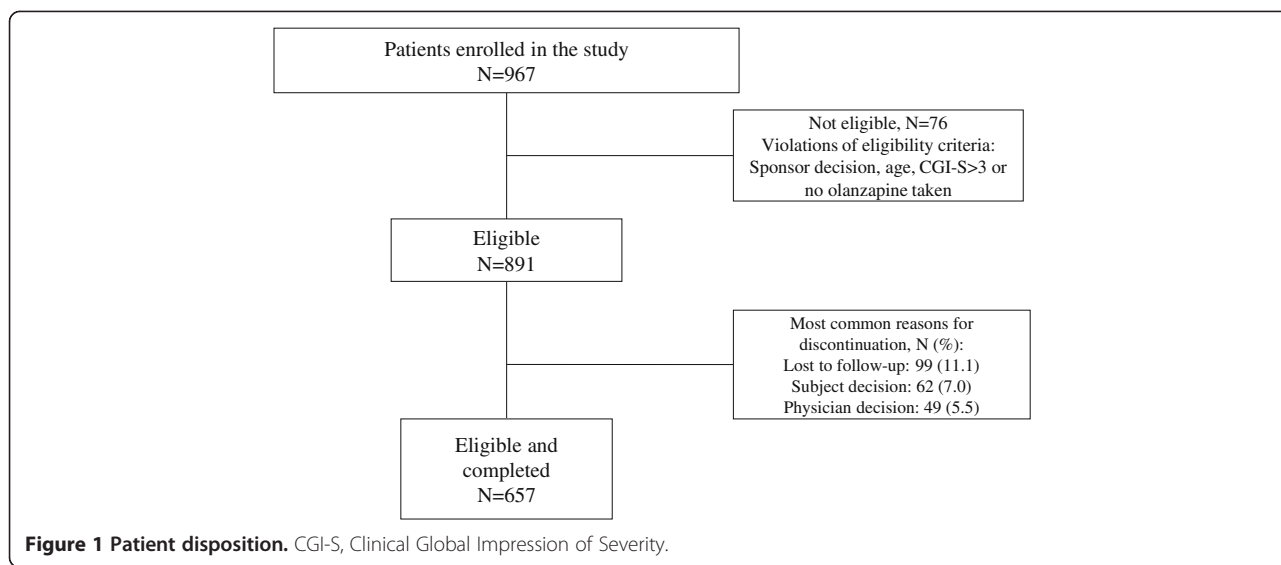 Patients enrolled in the study
N=967
Not eligible, N=76
Violations of eligibility criteria:
Sponsor decision, age, CGI-S>3 or
no olanzapine taken
Eligible
N=891
Most common reasons for
discontinuation, N (%):
Lost to follow-up: 99 (11.1)
Subject decision: 62 (7.0)
Physician decision: 49 (5.5)
Eligible and
completed
N=657
Figure 1 Patient disposition. CGI-S, Clinical Global Impression of Severity.